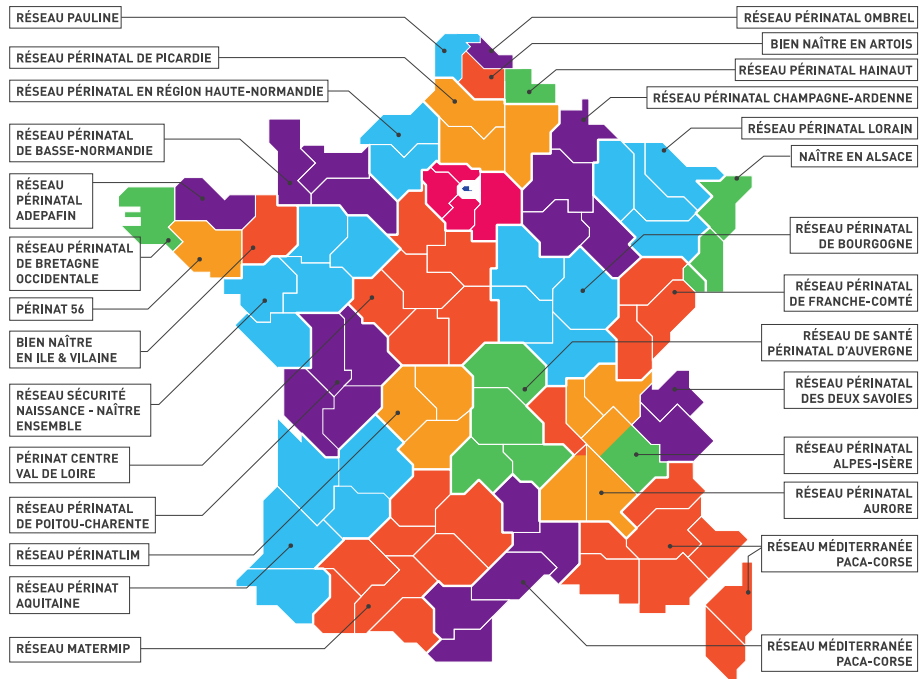 RÉSEAU PAULINE
RÉSEAU PÉRINATAL DE PICARDIE
RÉSEAU PÉRINATAL EN RÉGION HAUTE-NORMANDIE
RÉSEAU PÉRINATAL
DE BASSE-NORMANDIE
RÉSEAU
PÉRINATAL
ADEPAFIN
RÉSEAU PÉRINATAL
DE BRETAGNE
OCCIDENTALE
PÉRINAT 56
BIEN NAÎTRE
EN ILE & VILAINE
RÉSEAU SÉCURITÉ
NAISSANCE - NAÎTRE
ENSEMBLE
PÉRINAT CENTRE
VAL DE LOIRE
RÉSEAU PÉRINATAL
DE POITOU-CHARENTE
RÉSEAU PÉRINATLIM
RÉSEAU PÉRINAT
AQUITAINE
RÉSEAU MATERMIP
RÉSEAU PÉRINATAL OMBREL
BIEN NAÎTRE EN ARTOIS
RÉSEAU PÉRINATAL HAINAUT
RÉSEAU PÉRINATAL CHAMPAGNE-ARDENNE
RÉSEAU PÉRINATAL LORAIN
NAÎTRE EN ALSACE
RÉSEAU PÉRINATAL
DE BOURGOGNE
RÉSEAU PÉRINATAL
DE FRANCHE-COMTÉ
RÉSEAU DE SANTÉ
PÉRINATAL D'AUVERGNE
RÉSEAU PÉRINATAL
DES DEUX SAVOIES
RÉSEAU PÉRINATAL
ALPES-ISÈRE
RÉSEAU PÉRINATAL
AURORE
RÉSEAU MÉDITERRANÉE
PACA-CORSE
RÉSEAU MÉDITERRANÉE
PACA-CORSE